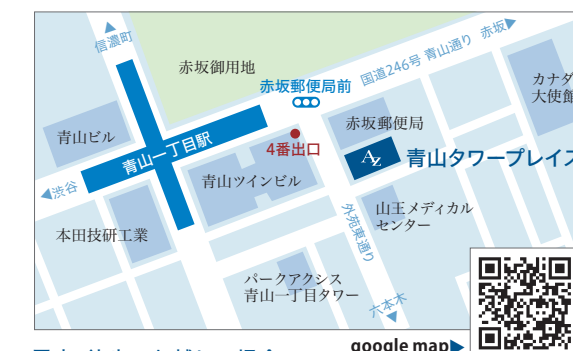 信濃町
赤坂御用地
国道246号 青山通り 赤坂
赤坂郵便局前
カナダ
大使館
青山ビル
青山一丁目駅
4番出口
赤坂郵便局
AZ
青山タワープレイス
渋谷
青山ツインビル
外苑東通り
山王メディカル
センター
本田技研工業
パークアクシス
青山一丁目タワー
六本木
google map